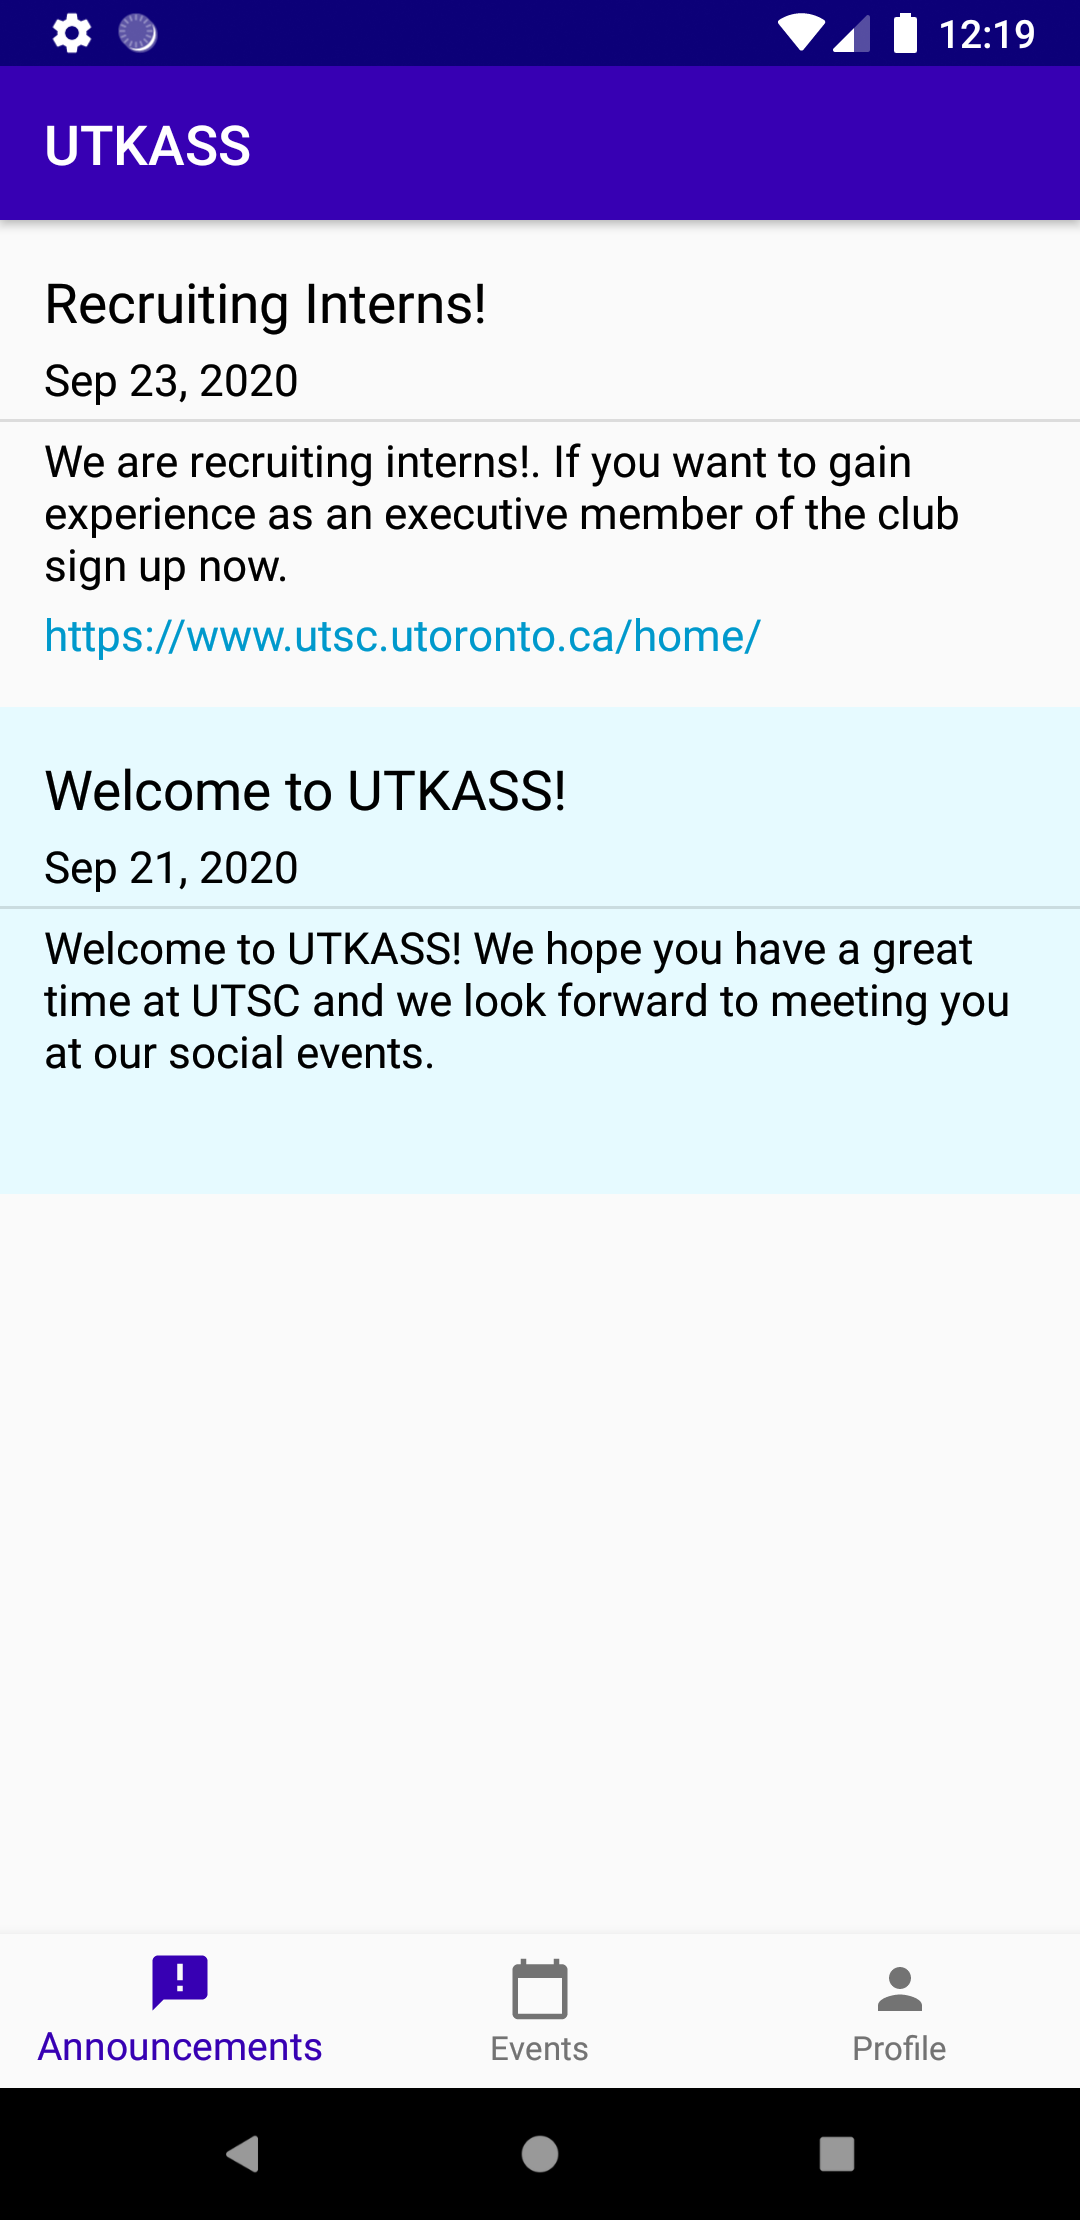 12:19
UTKASS
Recruiting Interns!
Sep 23, 2020
We are recruiting interns!. If you want to gain
experience as an executive member of the club
sign up now.
https://www.utsc.utoronto.ca/home/
Welcome to UTKASS!
Sep 21, 2020
Welcome to UTKASS! We hope you have a great
time at UTSC and we look forward to meeting you
at our social events.
Announcements
Events
Profile